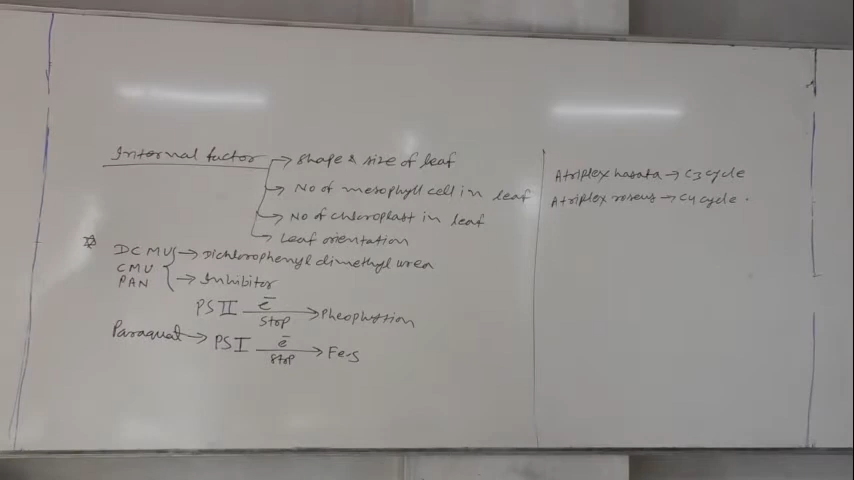 Internal factor → Shape & size of leaf
→ No of mesophyll cell in leaf
→ No of chloroplast in leaf
→ Leaf orientation
☆ DCMU → Dichlorophenyl dimethyl urea
CMU
PAN → Inhibitor
PS II e⁻ stop → Pheophytion
Paraquat → PS I e⁻ stop → Fe-S
Atriplex hasata → C3 cycle
Atriplex roseus → C4 cycle.